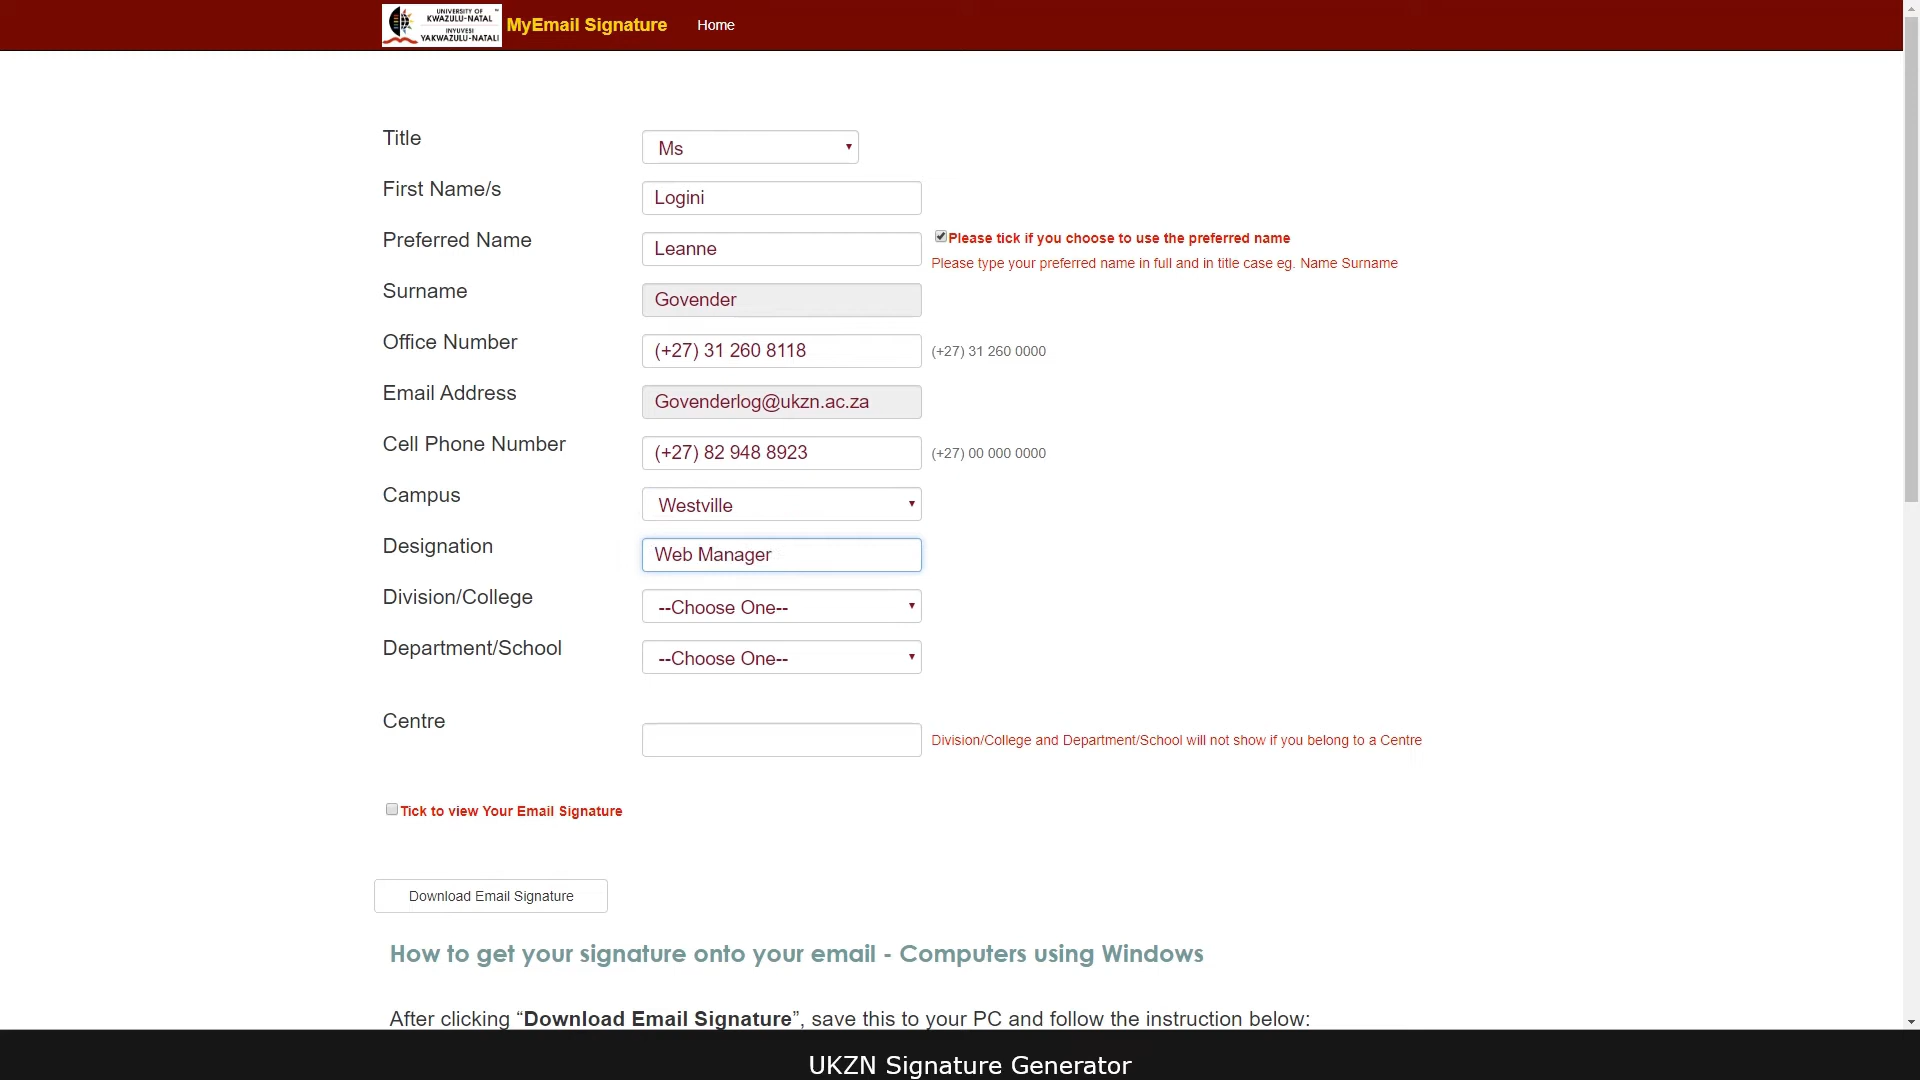 UNIVERSITY OF
KWAZULU-NATAL
INYUVESI
YAKWAZULU-NATALI
MyEmail Signature
Home
Title
Ms
First Name/s
Logini
Preferred Name
Leanne
Please tick if you choose to use the preferred name
Please type your preferred name in full and in title case eg. Name Surname
Surname
Govender
Office Number
(+27) 31 260 8118
(+27) 31 260 0000
Email Address
Govenderlog@ukzn.ac.za
Cell Phone Number
(+27) 82 948 8923
(+27) 00 000 0000
Campus
Westville
Designation
Web Manager
Division/College
--Choose One--
Department/School
--Choose One--
Centre
Division/College and Department/School will not show if you belong to a Centre
Tick to view Your Email Signature
Download Email Signature
How to get your signature onto your email - Computers using Windows
After clicking “Download Email Signature”, save this to your PC and follow the instruction below:
UKZN Signature Generator